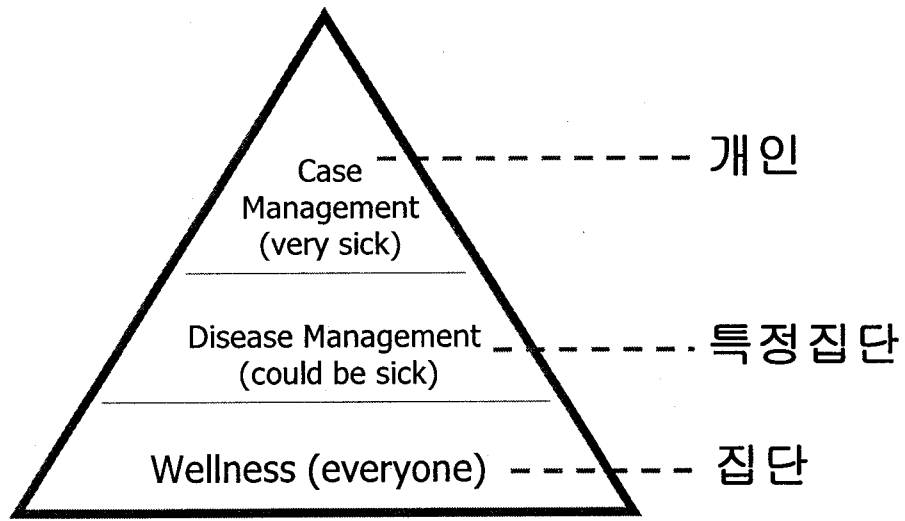 Case
Management
(very sick)
개인
Disease Management
(could be sick)
특정집단
Wellness (everyone)
집단